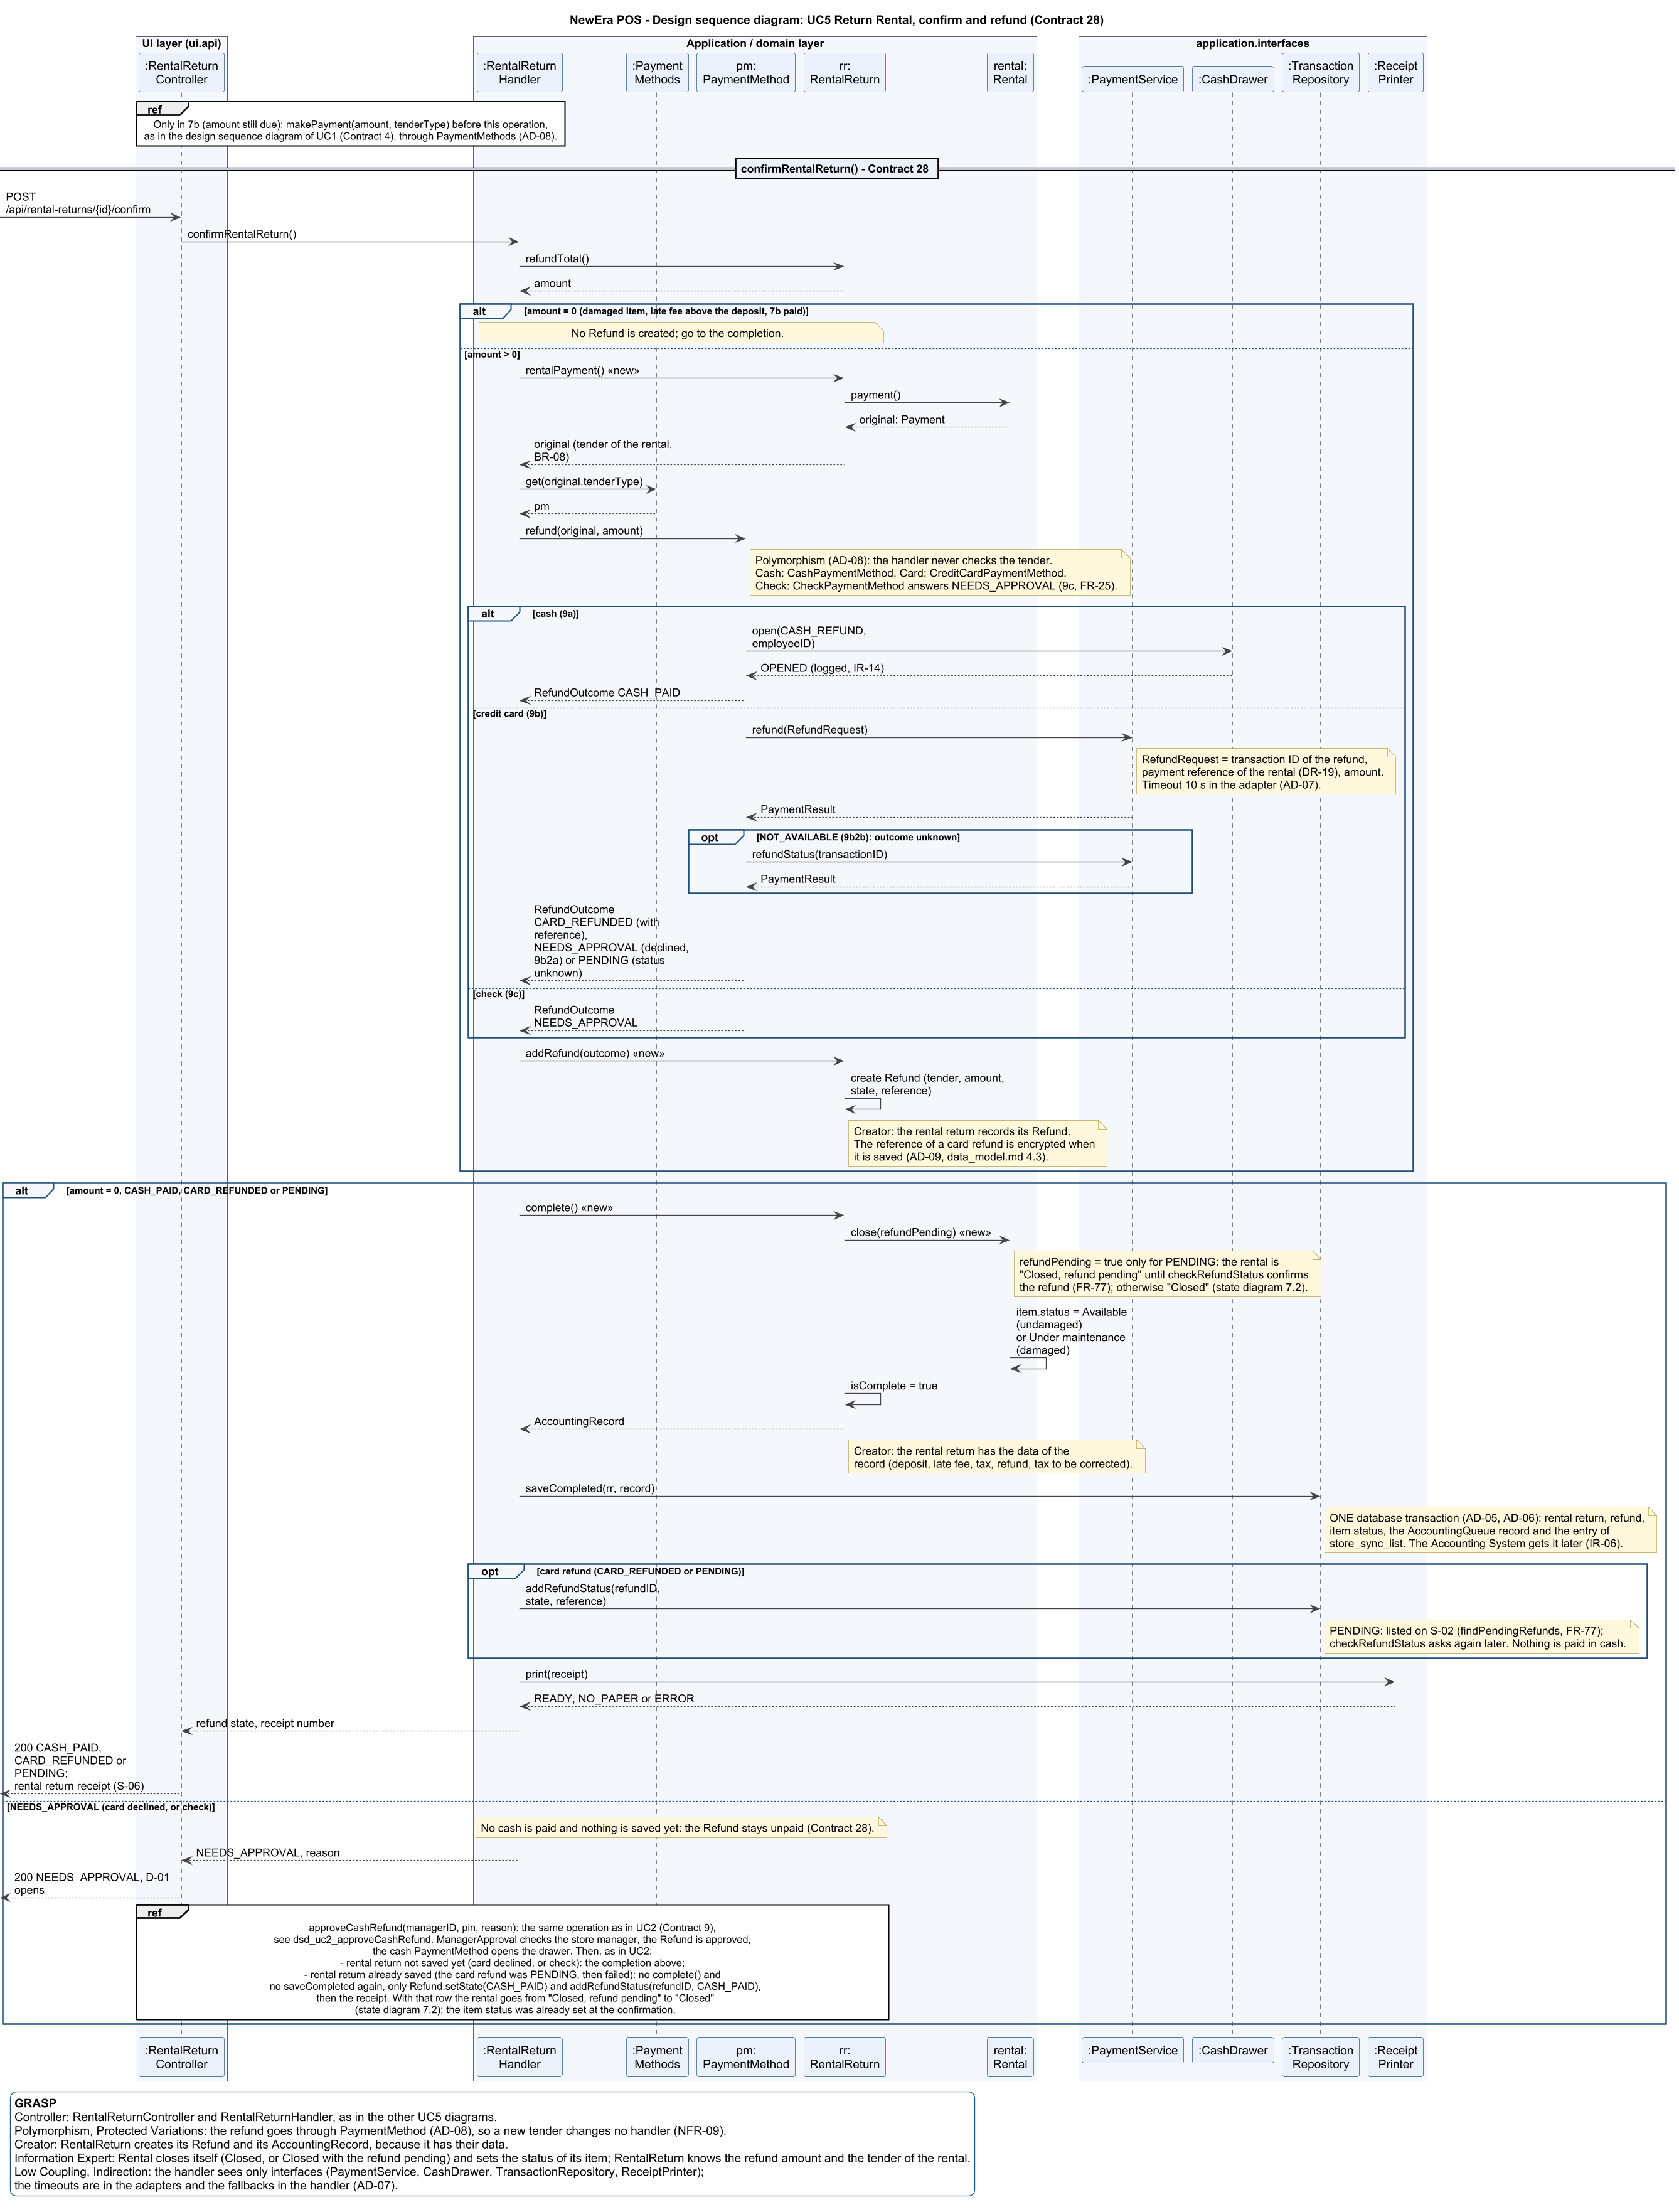 NewEra POS - Design sequence diagram: UC5 Return Rental, confirm and refund (Contract 28)
UI layer (ui.api)
Application / domain layer
application.interfaces
:RentalReturn
Controller
:RentalReturn
Handler
:Payment
Methods
pm:
PaymentMethod
rr:
RentalReturn
rental:
Rental
:PaymentService
:CashDrawer
:Transaction
Repository
:Receipt
Printer
ref
Only in 7b (amount still due): makePayment(amount, tenderType) before this operation,
as in the design sequence diagram of UC1 (Contract 4), through PaymentMethods (AD-08).
confirmRentalReturn() - Contract 28
POST
/api/rental-returns/{id}/confirm
confirmRentalReturn()
refundTotal()
amount
alt
[amount = 0 (damaged item, late fee above the deposit, 7b paid)]
No Refund is created; go to the completion.
[amount > 0]
rentalPayment() «new»
payment()
original: Payment
original (tender of the rental,
BR-08)
get(original.tenderType)
pm
refund(original, amount)
Polymorphism (AD-08): the handler never checks the tender.
Cash: CashPaymentMethod. Card: CreditCardPaymentMethod.
Check: CheckPaymentMethod answers NEEDS_APPROVAL (9c, FR-25).
alt
[cash (9a)]
open(CASH_REFUND,
employeeID)
OPENED (logged, IR-14)
RefundOutcome CASH_PAID
[credit card (9b)]
refund(RefundRequest)
RefundRequest = transaction ID of the refund,
payment reference of the rental (DR-19), amount.
Timeout 10 s in the adapter (AD-07).
PaymentResult
opt
[NOT_AVAILABLE (9b2b): outcome unknown]
refundStatus(transactionID)
PaymentResult
RefundOutcome
CARD_REFUNDED (with
reference),
NEEDS_APPROVAL (declined,
9b2a) or PENDING (status
unknown)
[check (9c)]
RefundOutcome
NEEDS_APPROVAL
addRefund(outcome) «new»
create Refund (tender, amount,
state, reference)
Creator: the rental return records its Refund.
The reference of a card refund is encrypted when
it is saved (AD-09, data_model.md 4.3).
alt
[amount = 0, CASH_PAID, CARD_REFUNDED or PENDING]
complete() «new»
close(refundPending) «new»
refundPending = true only for PENDING: the rental is
"Closed, refund pending" until checkRefundStatus confirms
the refund (FR-77); otherwise "Closed" (state diagram 7.2).
item.status = Available
(undamaged)
or Under maintenance
(damaged)
isComplete = true
AccountingRecord
Creator: the rental return has the data of the
record (deposit, late fee, tax, refund, tax to be corrected).
saveCompleted(rr, record)
ONE database transaction (AD-05, AD-06): rental return, refund,
item status, the AccountingQueue record and the entry of
store_sync_list. The Accounting System gets it later (IR-06).
opt
[card refund (CARD_REFUNDED or PENDING)]
addRefundStatus(refundID,
state, reference)
PENDING: listed on S-02 (findPendingRefunds, FR-77);
checkRefundStatus asks again later. Nothing is paid in cash.
print(receipt)
READY, NO_PAPER or ERROR
refund state, receipt number
200 CASH_PAID,
CARD_REFUNDED or
PENDING;
rental return receipt (S-06)
[NEEDS_APPROVAL (card declined, or check)]
No cash is paid and nothing is saved yet: the Refund stays unpaid (Contract 28).
NEEDS_APPROVAL, reason
200 NEEDS_APPROVAL, D-01
opens
ref
approveCashRefund(managerID, pin, reason): the same operation as in UC2 (Contract 9),
see dsd_uc2_approveCashRefund. ManagerApproval checks the store manager, the Refund is approved,
the cash PaymentMethod opens the drawer. Then, as in UC2:
- rental return not saved yet (card declined, or check): the completion above;
- rental return already saved (the card refund was PENDING, then failed): no complete() and
no saveCompleted again, only Refund.setState(CASH_PAID) and addRefundStatus(refundID, CASH_PAID),
then the receipt. With that row the rental goes from "Closed, refund pending" to "Closed"
(state diagram 7.2); the item status was already set at the confirmation.
:RentalReturn
Controller
:RentalReturn
Handler
:Payment
Methods
pm:
PaymentMethod
rr:
RentalReturn
rental:
Rental
:PaymentService
:CashDrawer
:Transaction
Repository
:Receipt
Printer
GRASP
Controller: RentalReturnController and RentalReturnHandler, as in the other UC5 diagrams.
Polymorphism, Protected Variations: the refund goes through PaymentMethod (AD-08), so a new tender changes no handler (NFR-09).
Creator: RentalReturn creates its Refund and its AccountingRecord, because it has their data.
Information Expert: Rental closes itself (Closed, or Closed with the refund pending) and sets the status of its item; RentalReturn knows the refund amount and the tender of the rental.
Low Coupling, Indirection: the handler sees only interfaces (PaymentService, CashDrawer, TransactionRepository, ReceiptPrinter);
the timeouts are in the adapters and the fallbacks in the handler (AD-07).